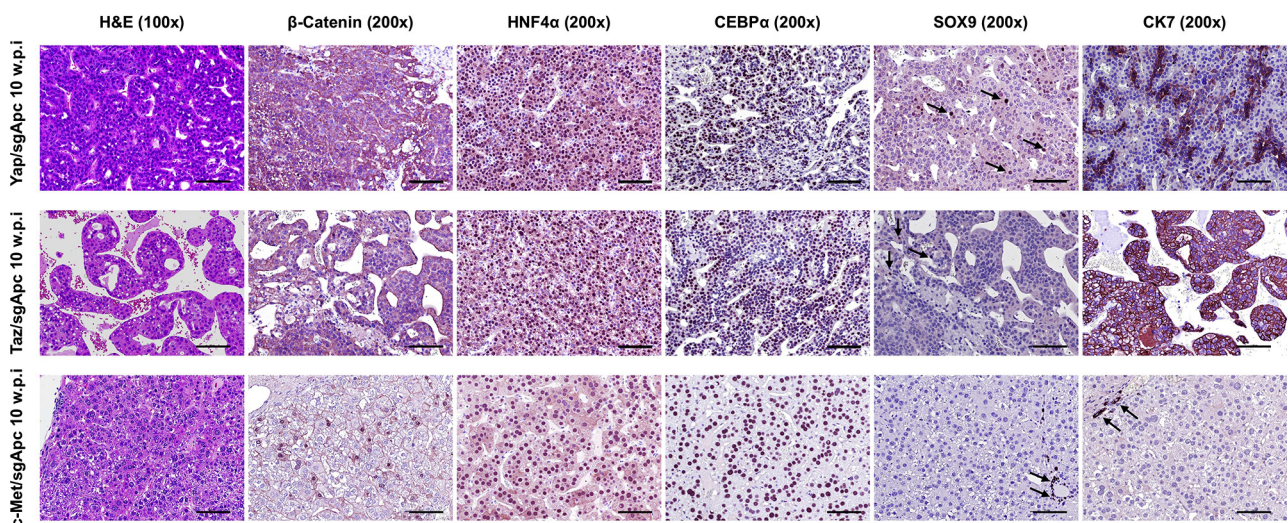 H&E (100x) β-Catenin (200x) HNF4α (200x) CEBPα (200x) SOX9 (200x) CK7 (200x)
Yap/sgApc 10 w.p.i
Taz/sgApc 10 w.p.i
c-Met/sgApc 10 w.p.i